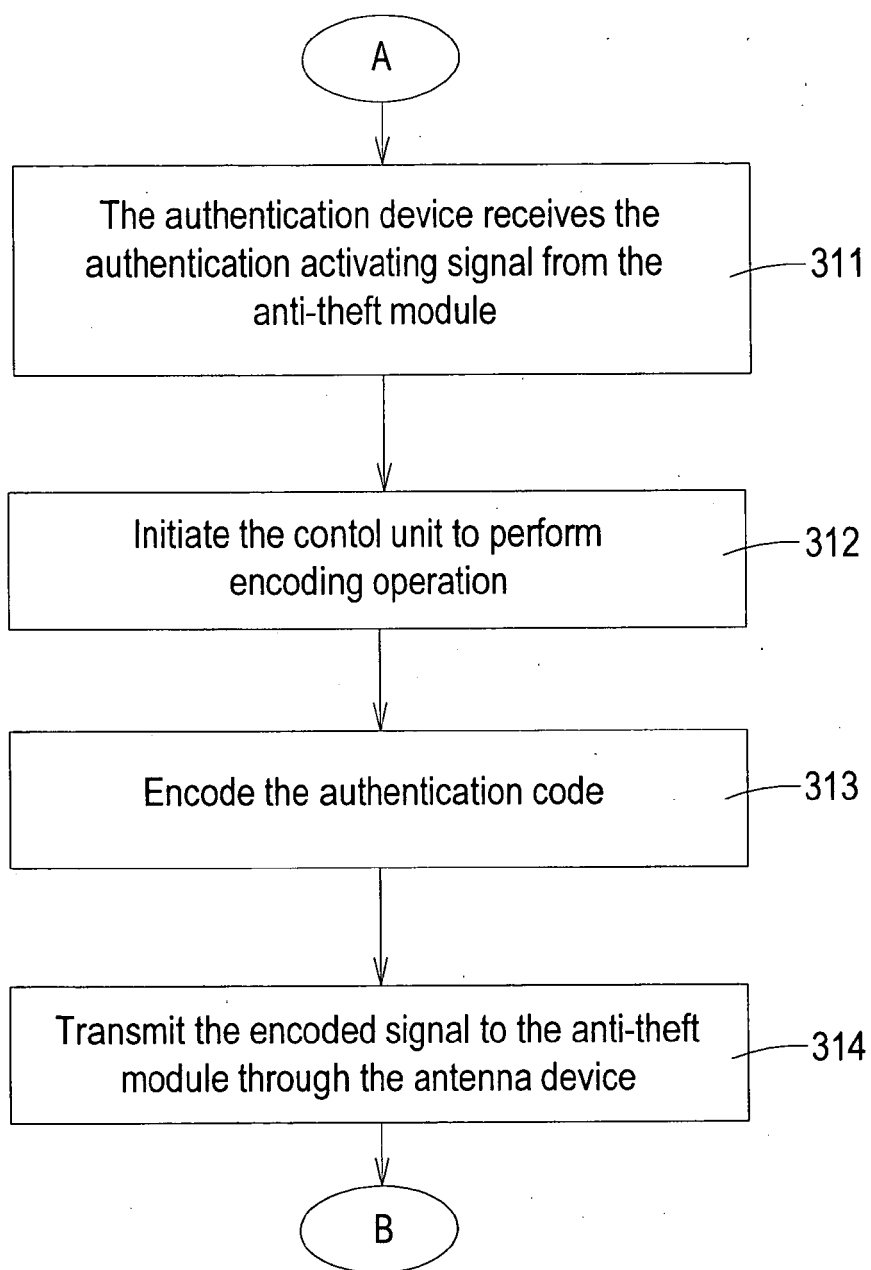 A
The authentication device receives the
authentication activating signal from the
anti-theft module
311
Initiate the contol unit to perform
encoding operation
312
Encode the authentication code
313
Transmit the encoded signal to the anti-theft
module through the antenna device
314
B